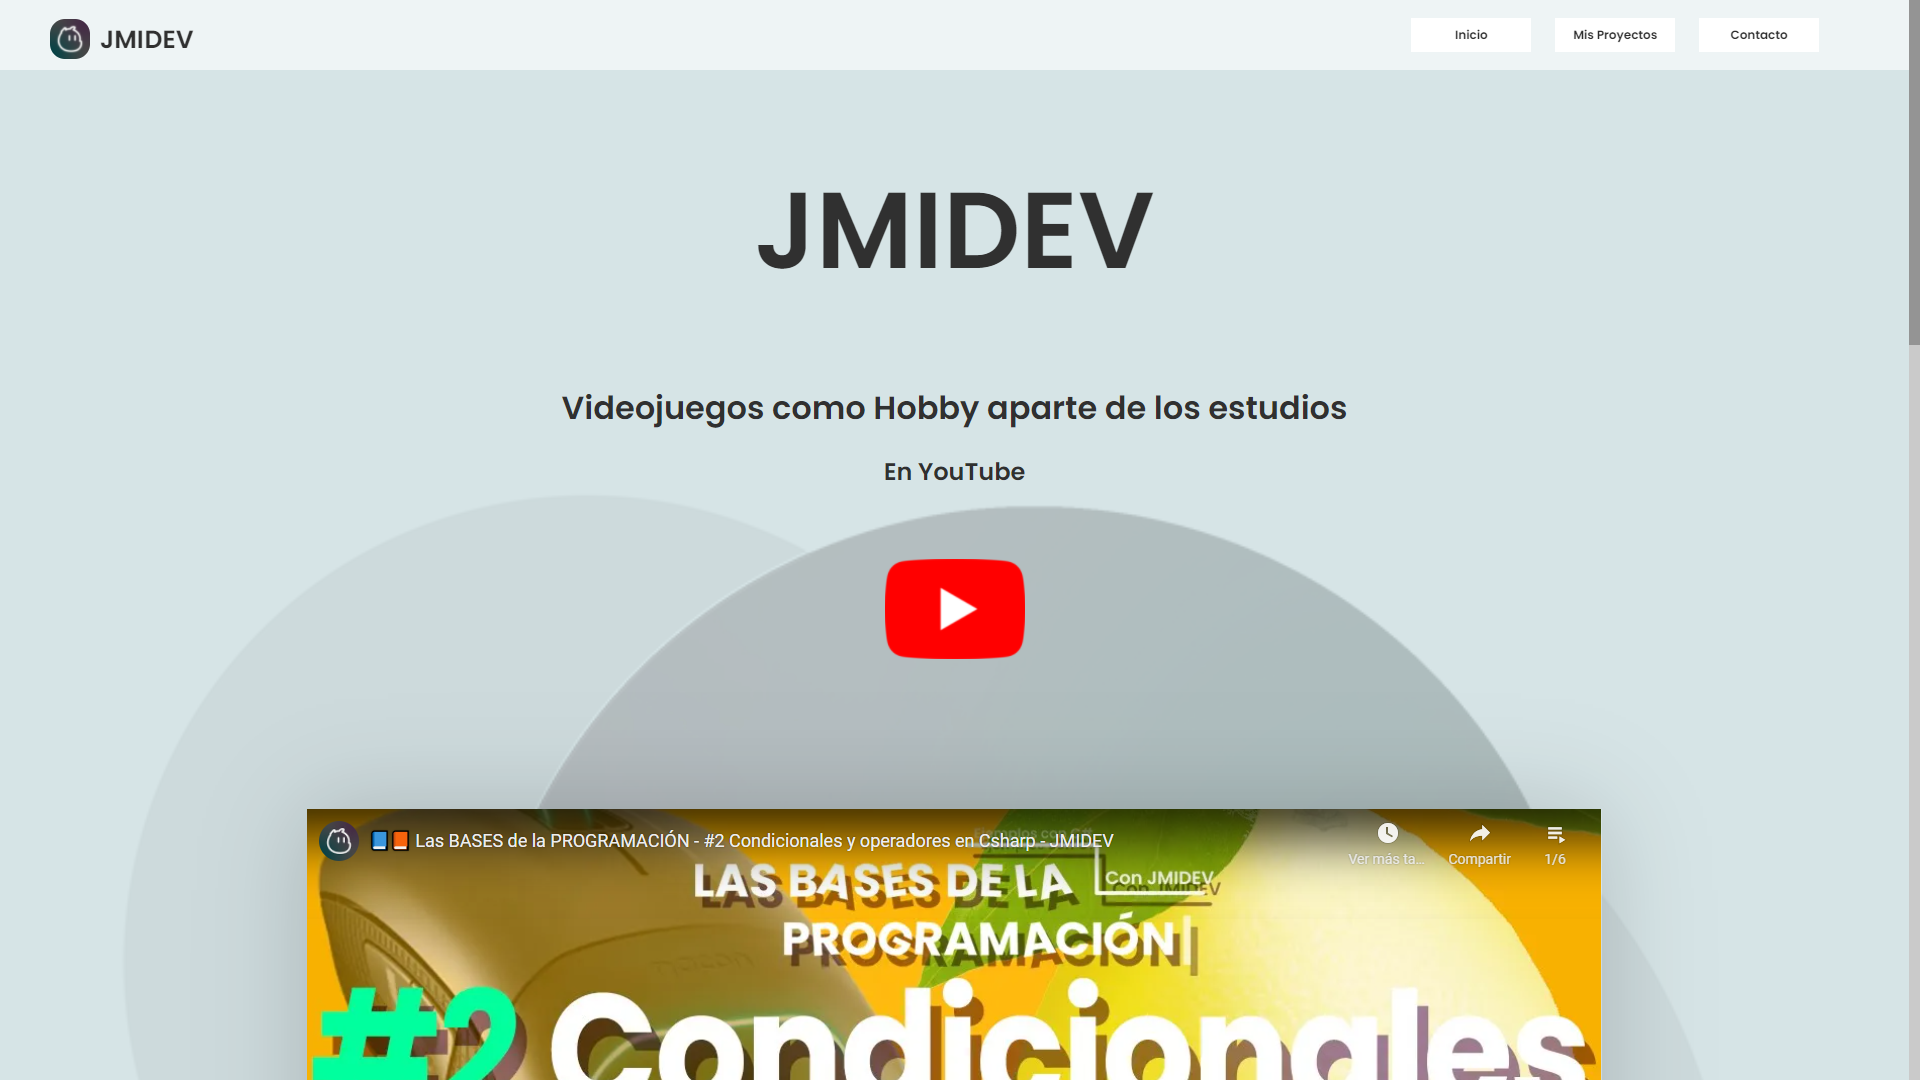 JMIDEV
Inicio
Mis Proyectos
Contacto
JMIDEV
Videojuegos como Hobby aparte de los estudios
En YouTube
📘📙 Las BASES de la PROGRAMACIÓN - #2 Condicionales y operadores en Csharp - JMIDEV
Ver más ta...
Compartir
1/6
LAS BASES DE LA
Con JMIDEV
PROGRAMACIÓN
#2 Condicionales